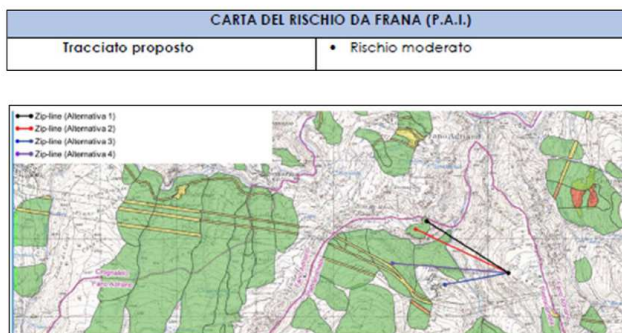 CARTA DEL RISCHIO DA FRANA (P.A.I.)
Tracciato proposto
• Rischio moderato
Zip-line (Alternativa 1)
Zip-line (Alternativa 2)
Zip-line (Alternativa 3)
Zip-line (Alternativa 4)